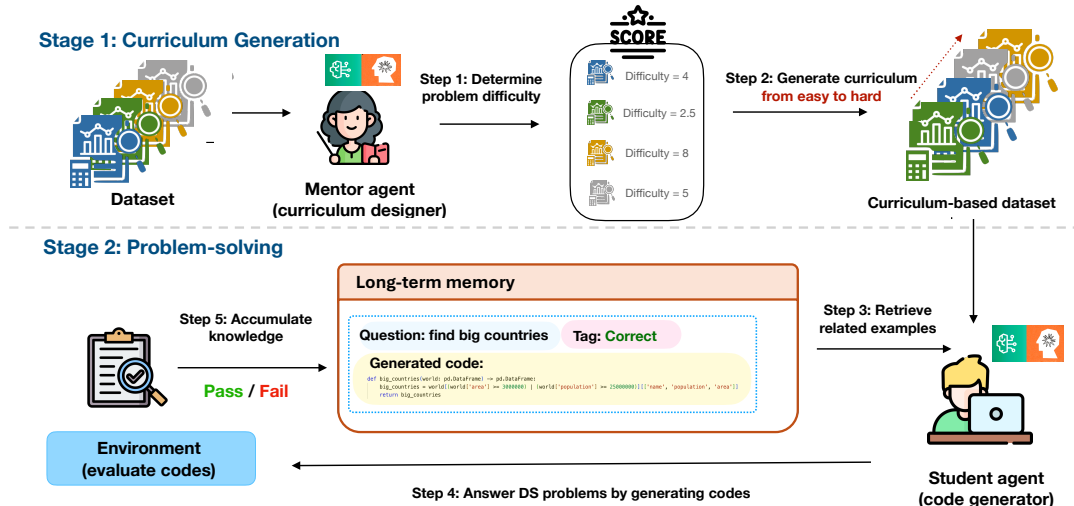 Stage 1: Curriculum Generation
Dataset
Mentor agent
(curriculum designer)
Step 1: Determine
problem difficulty
SCORE
Difficulty = 4
Difficulty = 2.5
Difficulty = 8
Difficulty = 5
Step 2: Generate curriculum
from easy to hard
Curriculum-based dataset
Stage 2: Problem-solving
Step 5: Accumulate
knowledge
Pass / Fail
Environment
(evaluate codes)
Long-term memory
Question: find big countries
Tag: Correct
Generated code:
def big_countries(world: pd.DataFrame) -> pd.DataFrame:
big_countries = world[(world['area'] >= 3000000) | (world['population'] >= 25000000)][['name', 'population', 'area']]
return big_countries
Step 3: Retrieve
related examples
Student agent
(code generator)
Step 4: Answer DS problems by generating codes